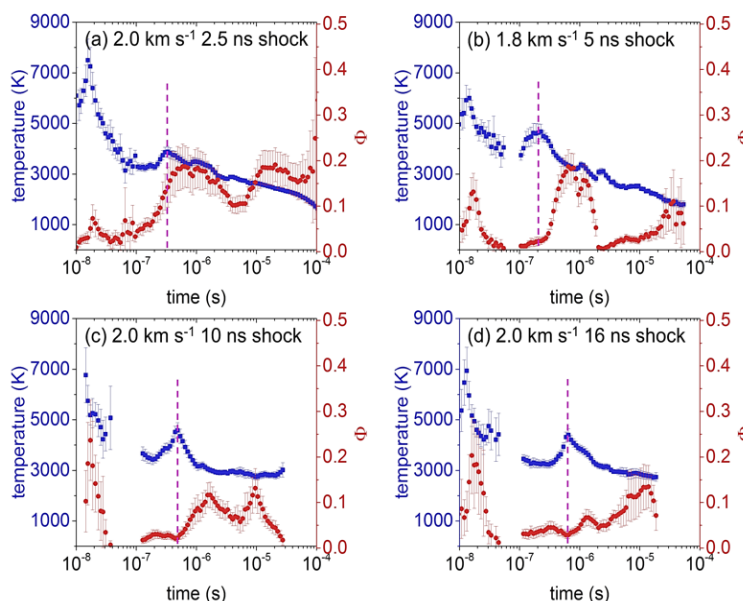 (a) 2.0 km s⁻¹ 2.5 ns shock
9000
7000
5000
3000
1000
temperature (K)
0.5
0.4
0.3
0.2
0.1
0.0
Φ
10⁻⁸ 10⁻⁷ 10⁻⁶ 10⁻⁵ 10⁻⁴
time (s)
(b) 1.8 km s⁻¹ 5 ns shock
9000
7000
5000
3000
1000
temperature (K)
0.5
0.4
0.3
0.2
0.1
0.0
Φ
10⁻⁸ 10⁻⁷ 10⁻⁶ 10⁻⁵ 10⁻⁴
time (s)
(c) 2.0 km s⁻¹ 10 ns shock
9000
7000
5000
3000
1000
temperature (K)
0.5
0.4
0.3
0.2
0.1
0.0
Φ
10⁻⁸ 10⁻⁷ 10⁻⁶ 10⁻⁵ 10⁻⁴
time (s)
(d) 2.0 km s⁻¹ 16 ns shock
9000
7000
5000
3000
1000
temperature (K)
0.5
0.4
0.3
0.2
0.1
0.0
Φ
10⁻⁸ 10⁻⁷ 10⁻⁶ 10⁻⁵ 10⁻⁴
time (s)